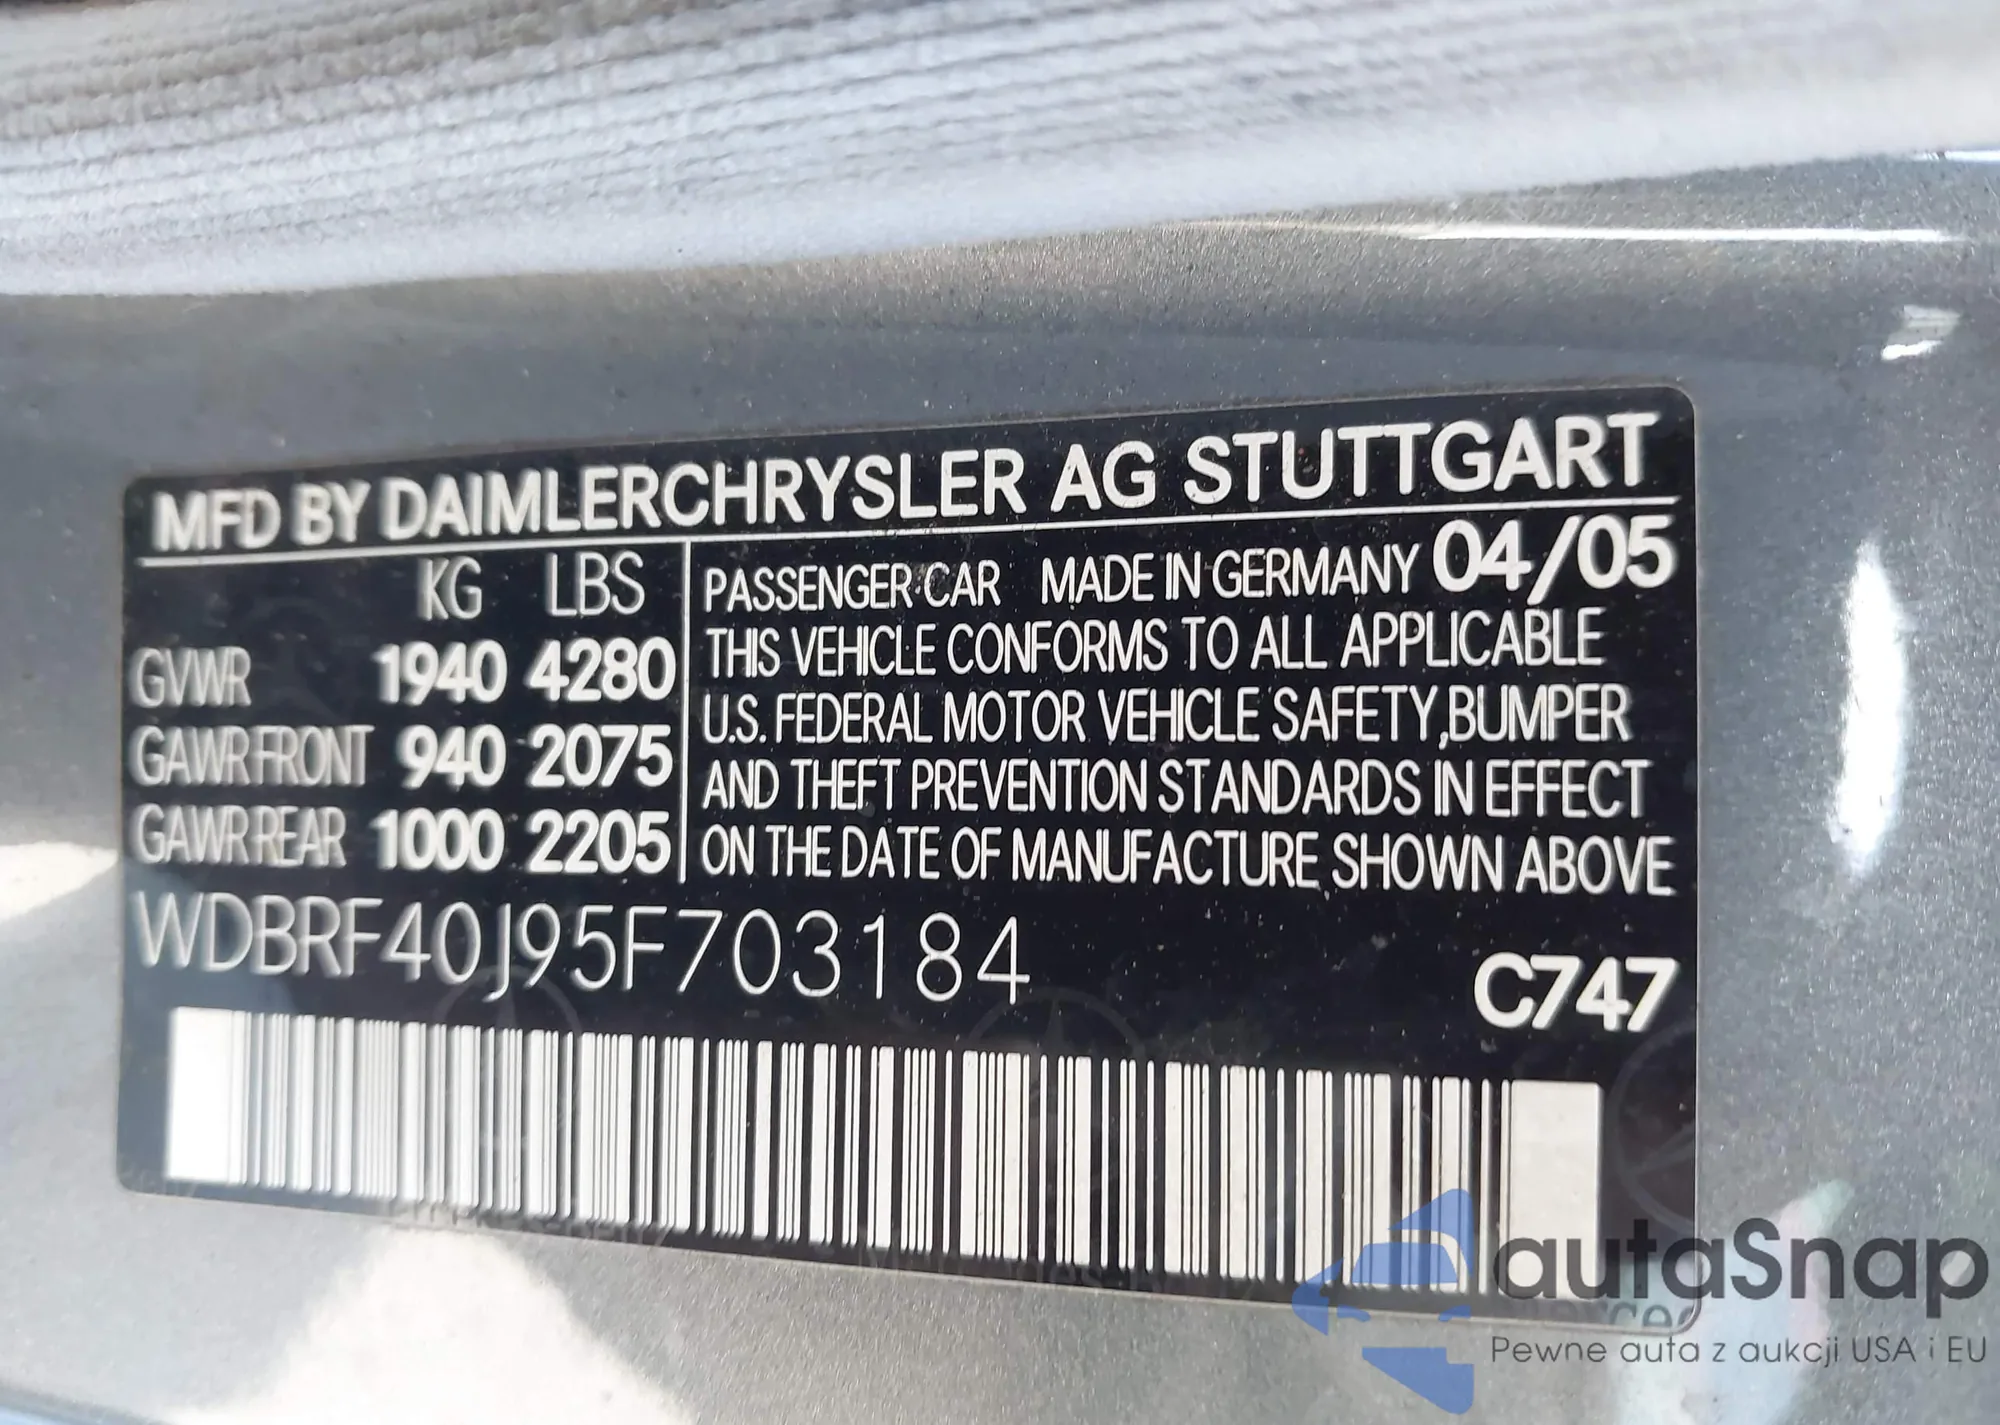 MFD BY DAIMLERCHRYSLER AG STUTTGART
KG LBS
GVWR 1940 4280
GAWR FRONT 940 2075
GAWR REAR 1000 2205
PASSENGER CAR MADE IN GERMANY 04/05
THIS VEHICLE CONFORMS TO ALL APPLICABLE
U.S. FEDERAL MOTOR VEHICLE SAFETY,BUMPER
AND THEFT PREVENTION STANDARDS IN EFFECT
ON THE DATE OF MANUFACTURE SHOWN ABOVE
WDBRF40J95F703184
C747
autaSnap
Pewne auta z aukcji USA i EU